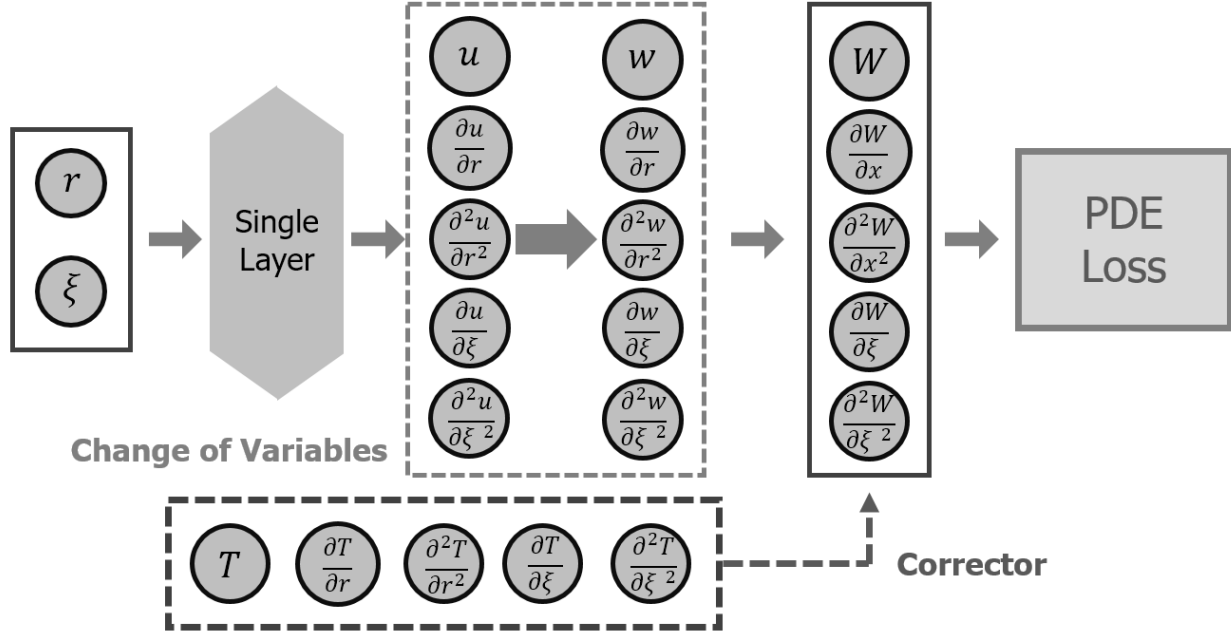 r
ξ
Single
Layer
Change of Variables
u
∂u/∂r
∂²u/∂r²
∂u/∂ξ
∂²u/∂ξ²
w
∂w/∂r
∂²w/∂r²
∂w/∂ξ
∂²w/∂ξ²
W
∂W/∂x
∂²W/∂x²
∂W/∂ξ
∂²W/∂ξ²
PDE
Loss
T
∂T/∂r
∂²T/∂r²
∂T/∂ξ
∂²T/∂ξ²
Corrector